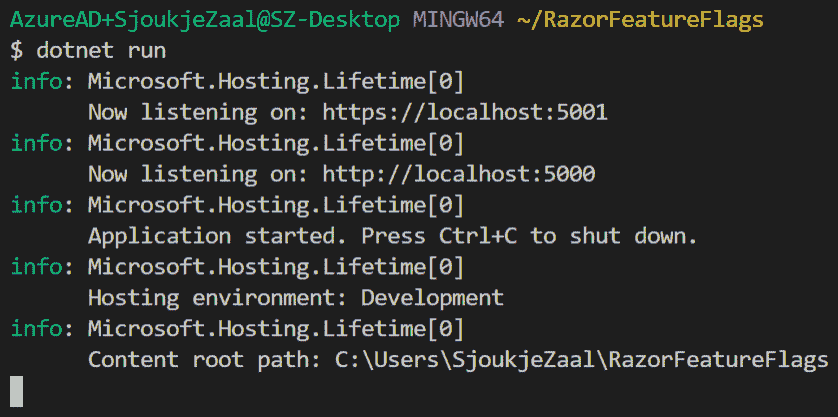 AzureAD+SjoukjeZaal@SZ-Desktop MINGW64 ~/RazorFeatureFlags
$ dotnet run
info: Microsoft.Hosting.Lifetime[0]
Now listening on: https://localhost:5001
info: Microsoft.Hosting.Lifetime[0]
Now listening on: http://localhost:5000
info: Microsoft.Hosting.Lifetime[0]
Application started. Press Ctrl+C to shut down.
info: Microsoft.Hosting.Lifetime[0]
Hosting environment: Development
info: Microsoft.Hosting.Lifetime[0]
Content root path: C:\Users\SjoukjeZaal\RazorFeatureFlags